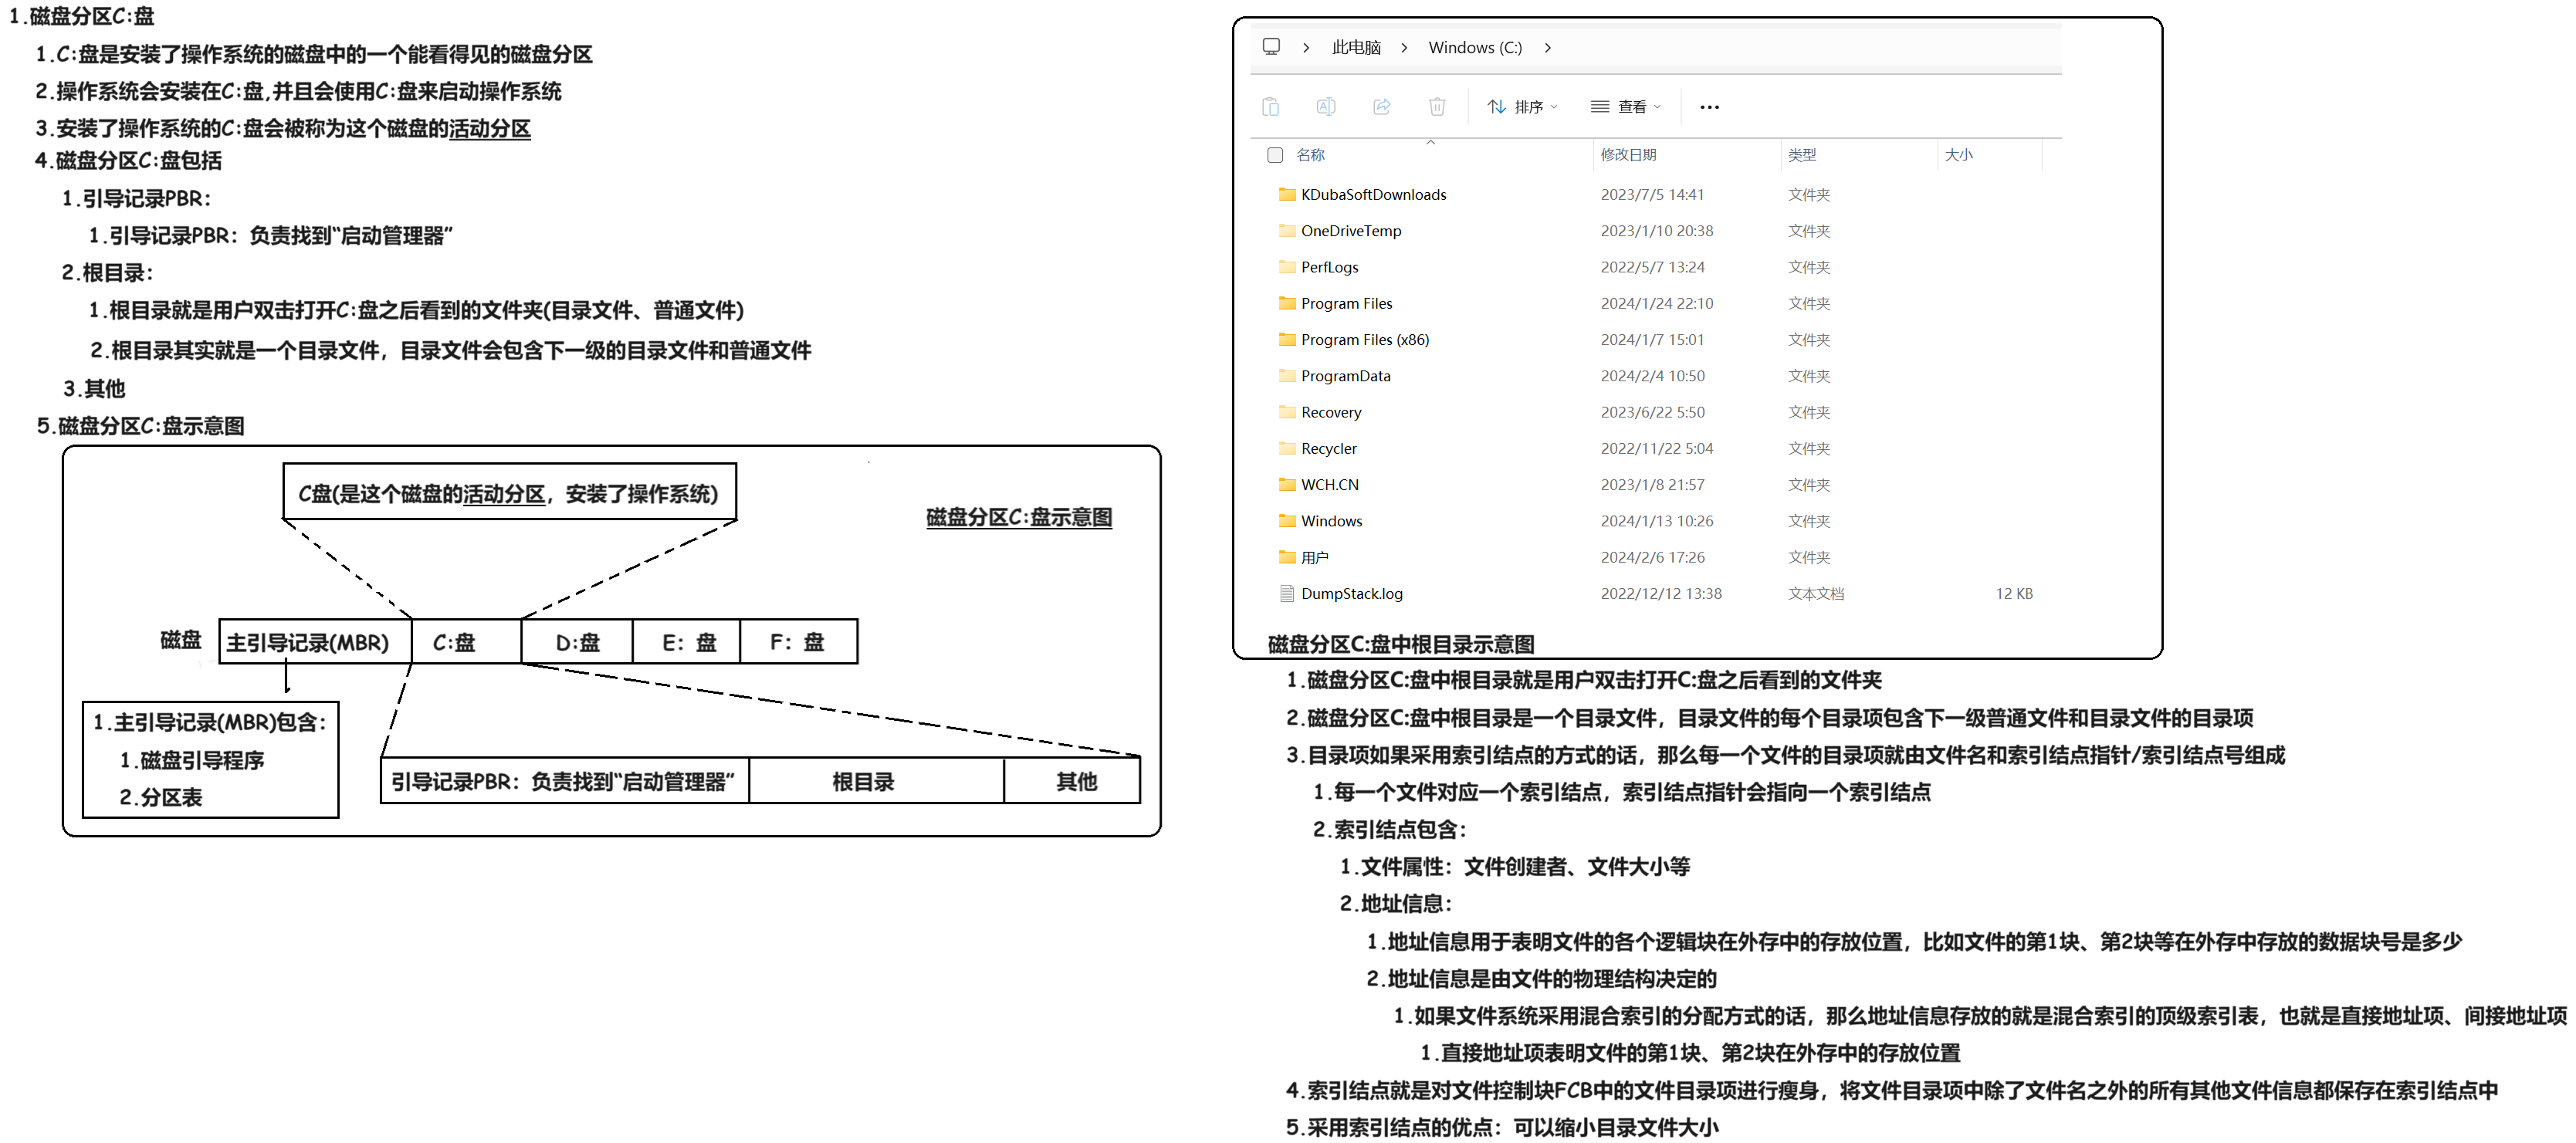 1.磁盘分区C:盘
1.C:盘是安装了操作系统的磁盘中的一个能看得见的磁盘分区
2.操作系统会安装在C:盘,并且会使用C:盘来启动操作系统
3.安装了操作系统的C:盘会被称为这个磁盘的活动分区
4.磁盘分区C:盘包括
1.引导记录PBR：
1.引导记录PBR：负责找到“启动管理器”
2.根目录：
1.根目录就是用户双击打开C:盘之后看到的文件夹(目录文件、普通文件)
2.根目录其实就是一个目录文件，目录文件会包含下一级的目录文件和普通文件
3.其他
5.磁盘分区C:盘示意图
C盘(是这个磁盘的活动分区，安装了操作系统)
磁盘分区C:盘示意图
磁盘 主引导记录(MBR) C:盘 D:盘 E：盘 F：盘
1.主引导记录(MBR)包含：
1.磁盘引导程序
2.分区表
引导记录PBR：负责找到“启动管理器” 根目录 其他
此电脑 Windows (C:)
排序 查看
名称 修改日期 类型 大小
KDubaSoftDownloads 2023/7/5 14:41 文件夹
OneDriveTemp 2023/1/10 20:38 文件夹
PerfLogs 2022/5/7 13:24 文件夹
Program Files 2024/1/24 22:10 文件夹
Program Files (x86) 2024/1/7 15:01 文件夹
ProgramData 2024/2/4 10:50 文件夹
Recovery 2023/6/22 5:50 文件夹
Recycler 2022/11/22 5:04 文件夹
WCH.CN 2023/1/8 21:57 文件夹
Windows 2024/1/13 10:26 文件夹
用户 2024/2/6 17:26 文件夹
DumpStack.log 2022/12/12 13:38 文本文档 12 KB
磁盘分区C:盘中根目录示意图
1.磁盘分区C:盘中根目录就是用户双击打开C:盘之后看到的文件夹
2.磁盘分区C:盘中根目录是一个目录文件，目录文件的每个目录项包含下一级普通文件和目录文件的目录项
3.目录项如果采用索引结点的方式的话，那么每一个文件的目录项就由文件名和索引结点指针/索引结点号组成
1.每一个文件对应一个索引结点，索引结点指针会指向一个索引结点
2.索引结点包含：
1.文件属性：文件创建者、文件大小等
2.地址信息：
1.地址信息用于表明文件的各个逻辑块在外存中的存放位置，比如文件的第1块、第2块等在外存中存放的数据块号是多少
2.地址信息是由文件的物理结构决定的
1.如果文件系统采用混合索引的分配方式的话，那么地址信息存放的就是混合索引的顶级索引表，也就是直接地址项、间接地址项
1.直接地址项表明文件的第1块、第2块在外存中的存放位置
4.索引结点就是对文件控制块FCB中的文件目录项进行瘦身，将文件目录项中除了文件名之外的所有其他文件信息都保存在索引结点中
5.采用索引结点的优点：可以缩小目录文件大小